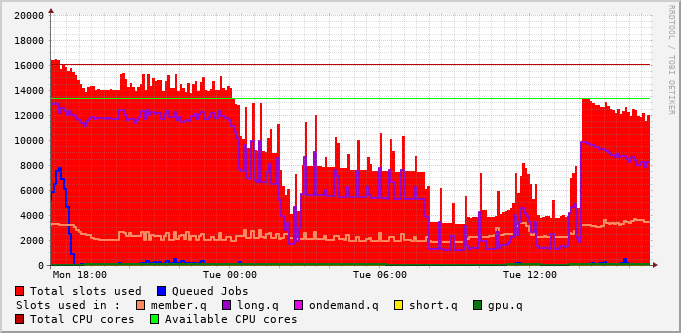 20000
18000
16000
14000
12000
10000
8000
6000
4000
2000
0
Mon 18:00 Tue 00:00 Tue 06:00 Tue 12:00
RRDTOOL / TOBI OETIKER
Total slots used Queued Jobs
Slots used in : member.q long.q ondemand.q short.q gpu.q
Total CPU cores Available CPU cores